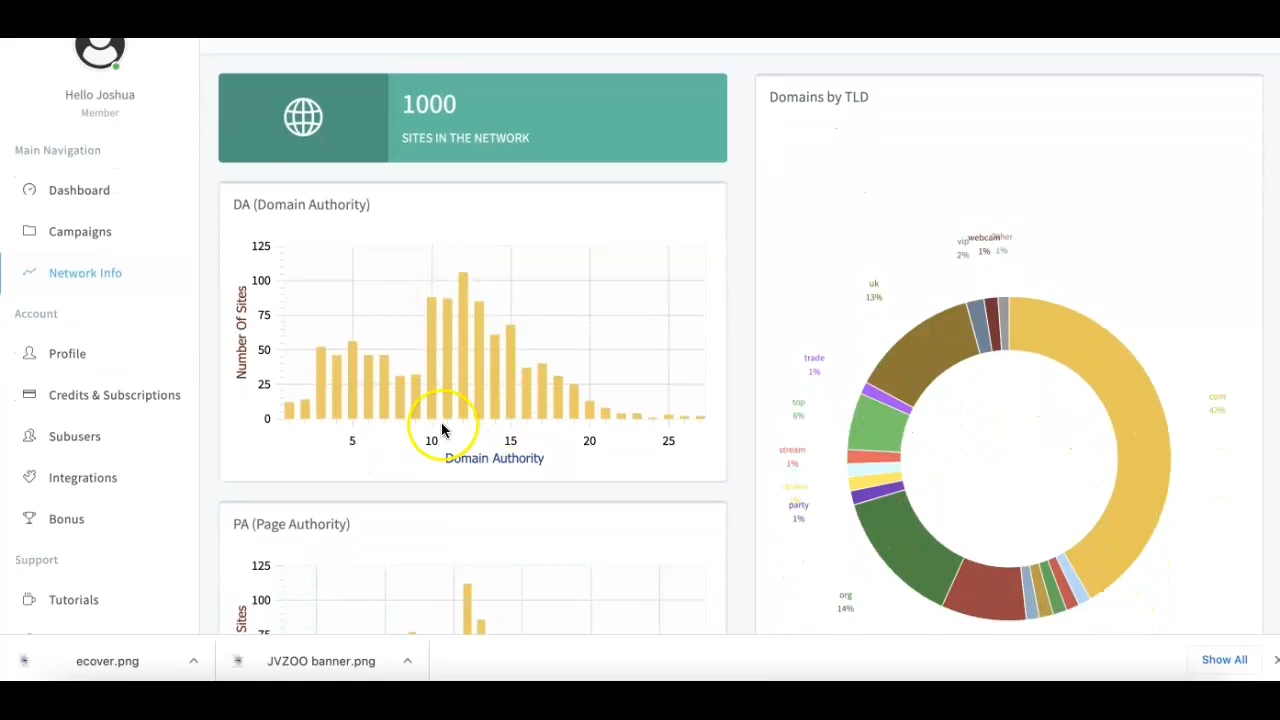 Hello Joshua
Member
Main Navigation
Dashboard
Campaigns
Network Info
Account
Profile
Credits & Subscriptions
Subusers
Integrations
Bonus
Support
Tutorials
1000
SITES IN THE NETWORK
DA (Domain Authority)
125
100
75
50
25
0
Number Of Sites
5 10 15 20 25
Domain Authority
PA (Page Authority)
125
100
75
Sites
Domains by TLD
vip
2%
webcam
1%
1%
uk
13%
trade
1%
top
6%
stream
1%
party
1%
org
14%
com
42%
ecover.png
JVZOO banner.png
Show All